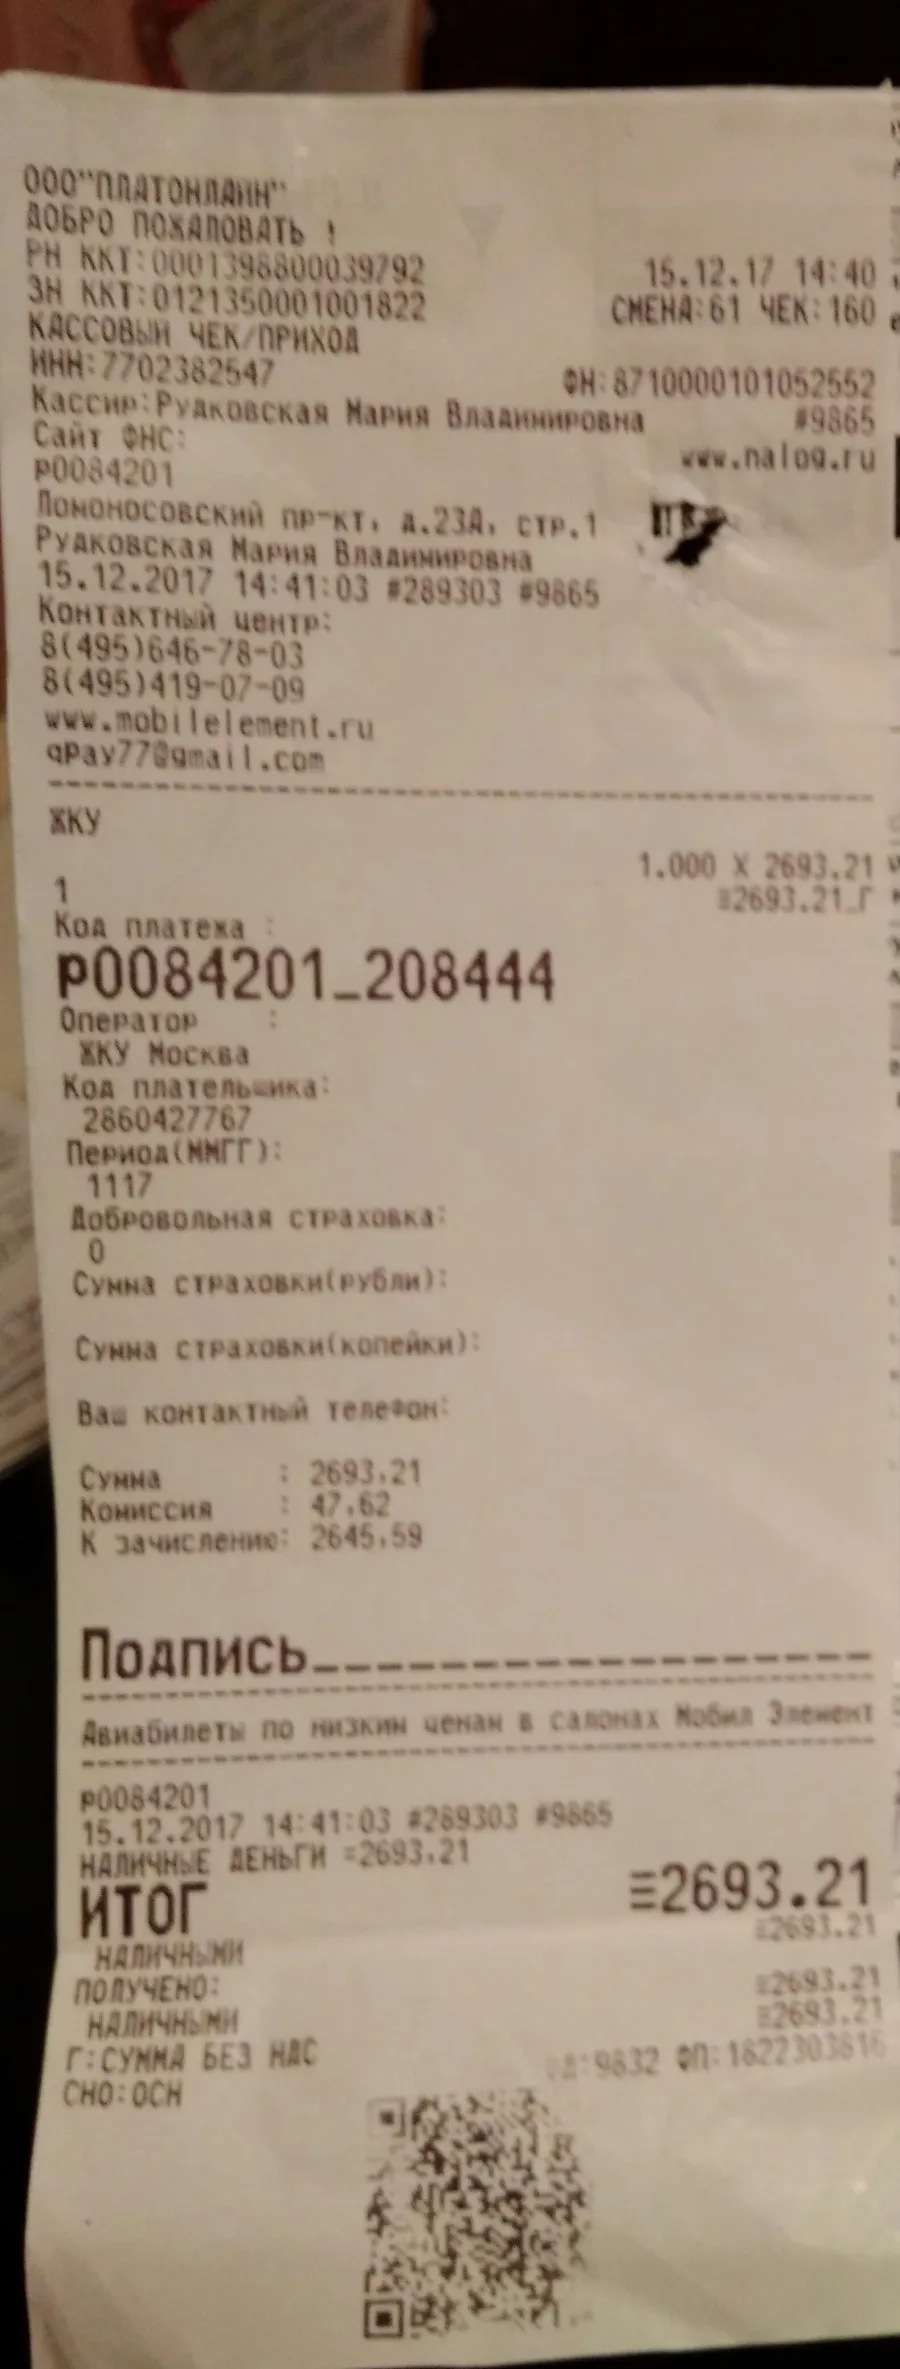 ООО"ПЛАТОНЛАЙН"
ДОБРО ПОЖАЛОВАТЬ !
РН ККТ:0001398800039792 15.12.17 14:40
ЗН ККТ:0121350001001822 СМЕНА:61 ЧЕК:160
КАССОВЫЙ ЧЕК/ПРИХОД
ИНН:7702382547 ФН:8710000101052552
Кассир:Рудковская Мария Владимировна #9865
Сайт ФНС: www.nalog.ru
P0084201
Ломоносовский пр-кт, д.23А, стр.1
Рудковская Мария Владимировна
15.12.2017 14:41:03 #289303 #9865
Контактный центр:
8(495)646-78-03
8(495)419-07-09
www.mobilelement.ru
qPay77@gmail.com
ЖКУ
1.000 X 2693.21
1 ≡2693.21_Г
Код платежа :
P0084201_208444
Оператор :
ЖКУ Москва
Код плательщика:
2860427767
Период(ММГГ):
1117
Добровольная страховка:
0
Сумма страховки(рубли):
Сумма страховки(копейки):
Ваш контактный телефон:
Сумма : 2693.21
Комиссия : 47.62
К зачислению: 2645.59
Подпись__________________
Авиабилеты по низким ценам в салонах Мобил Элемент
P0084201
15.12.2017 14:41:03 #289303 #9865
НАЛИЧНЫЕ ДЕНЬГИ =2693.21
ИТОГ ≡2693.21
НАЛИЧНЫМИ ≡2693.21
ПОЛУЧЕНО: ≡2693.21
НАЛИЧНЫМИ ≡2693.21
Г:СУММА БЕЗ НДС
СНО:ОСН ФД:9832 ФП:1622303816